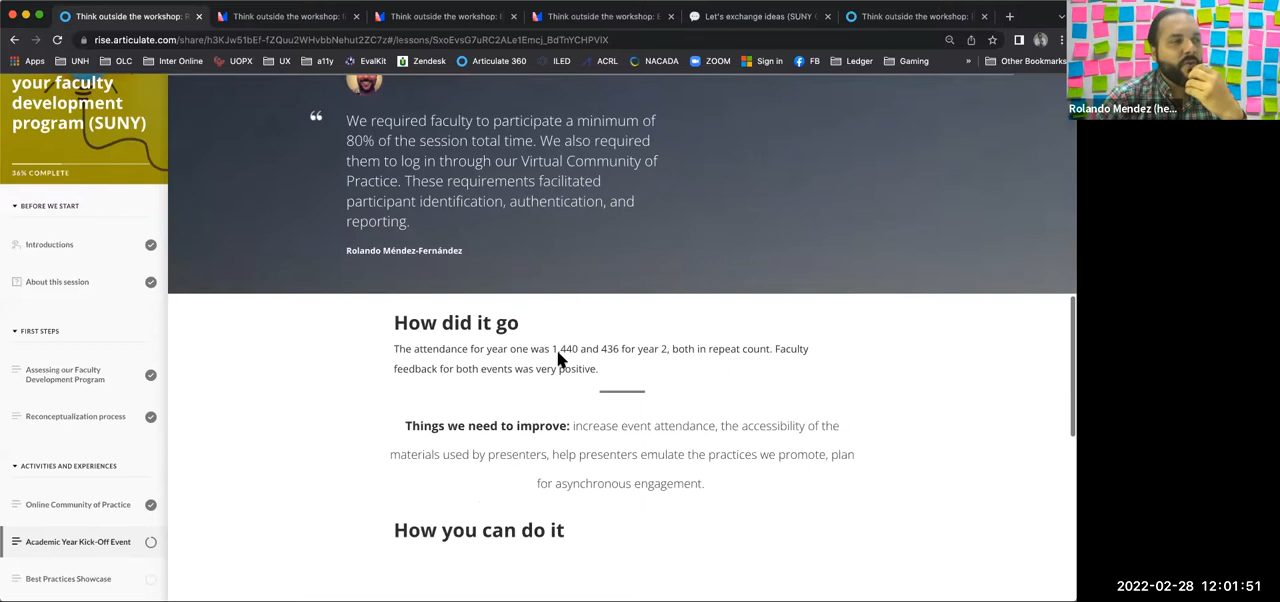 Think outside the workshop: R
Think outside the workshop: I
Think outside the workshop: 
Think outside the workshop: E
Let's exchange ideas (SUNY C
Think outside the workshop: 
rise.articulate.com/share/h3KJw51bEf-fZQuu2WHvbbNehut2ZC7z#/lessons/SxoEvsG7uRC2ALe1Emcj_BdTnYCHPVIX
Apps UNH OLC Inter Online UOPX UX a11y EvalKit Zendesk Articulate 360 ILED ACRL NACADA ZOOM Sign in FB Ledger Gaming » Other Bookmarks
Rolando Mendez (he...
your faculty
development
program (SUNY)
36% COMPLETE
BEFORE WE START
Introductions
About this session
FIRST STEPS
Assessing our Faculty
Development Program
Reconceptualization process
ACTIVITIES AND EXPERIENCES
Online Community of Practice
Academic Year Kick-Off Event
Best Practices Showcase
“
We required faculty to participate a minimum of
80% of the session total time. We also required
them to log in through our Virtual Community of
Practice. These requirements facilitated
participant identification, authentication, and
reporting.
Rolando Méndez-Fernández
How did it go
The attendance for year one was 1,440 and 436 for year 2, both in repeat count. Faculty
feedback for both events was very positive.
Things we need to improve: increase event attendance, the accessibility of the
materials used by presenters, help presenters emulate the practices we promote, plan
for asynchronous engagement.
How you can do it
2022-02-28 12:01:51